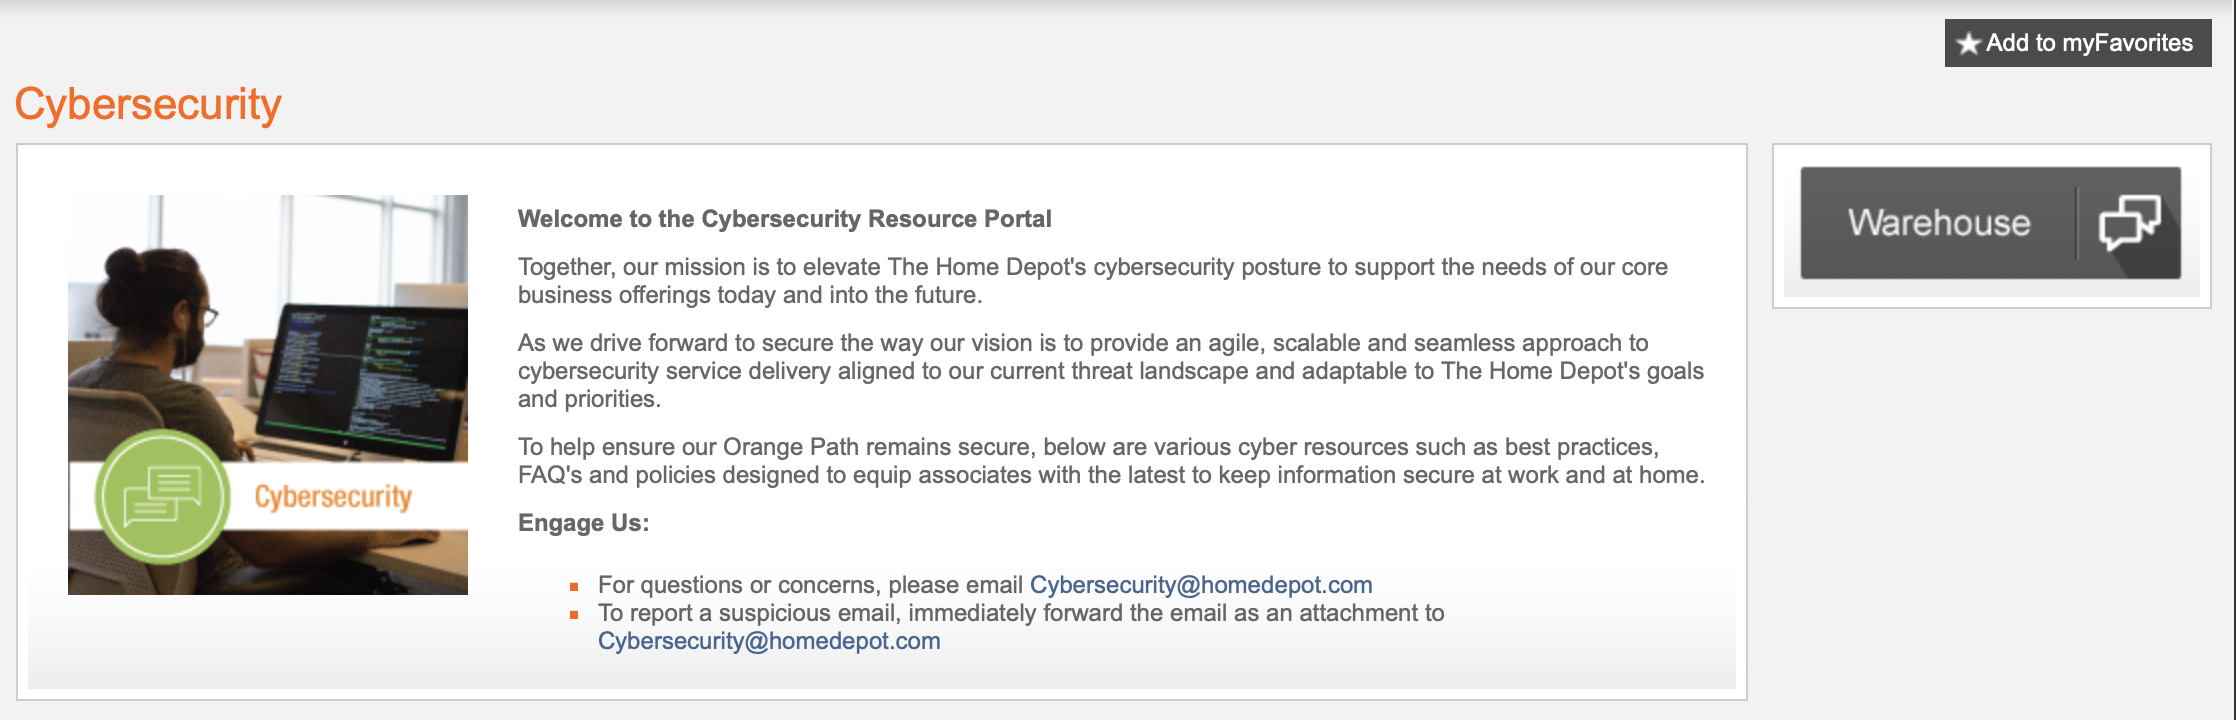 Add to myFavorites
Cybersecurity
Warehouse
Welcome to the Cybersecurity Resource Portal
Together, our mission is to elevate The Home Depot's cybersecurity posture to support the needs of our core
business offerings today and into the future.
As we drive forward to secure the way our vision is to provide an agile, scalable and seamless approach to
cybersecurity service delivery aligned to our current threat landscape and adaptable to The Home Depot's goals
and priorities.
To help ensure our Orange Path remains secure, below are various cyber resources such as best practices,
FAQ's and policies designed to equip associates with the latest to keep information secure at work and at home.
Cybersecurity
Engage Us:
For questions or concerns, please email Cybersecurity@homedepot.com
To report a suspicious email, immediately forward the email as an attachment to
Cybersecurity@homedepot.com